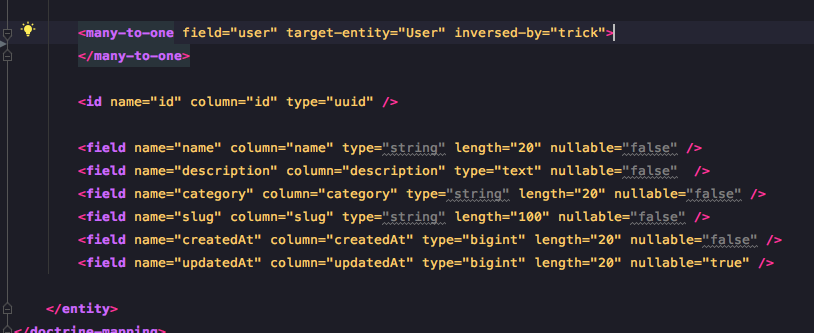 <many-to-one field="user" target-entity="User" inversed-by="trick">
</many-to-one>
<id name="id" column="id" type="uuid" />
<field name="name" column="name" type="string" length="20" nullable="false" />
<field name="description" column="description" type="text" nullable="false"  />
<field name="category" column="category" type="string" length="20" nullable="false" />
<field name="slug" column="slug" type="string" length="100" nullable="false" />
<field name="createdAt" column="createdAt" type="bigint" length="20" nullable="false" />
<field name="updatedAt" column="updatedAt" type="bigint" length="20" nullable="true" />
</entity>
</doctrine-mapping>